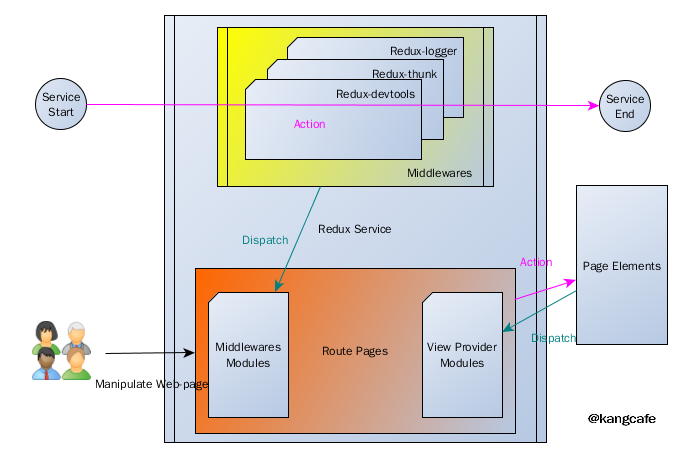 Redux-logger
Redux-thunk
Redux-devtools
Service
Start
Service
End
Action
Middlewares
Dispatch
Redux Service
Action
Page Elements
Middlewares
Modules
Route Pages
View Provider
Modules
Dispatch
Manipulate Web-page
@kangcafe